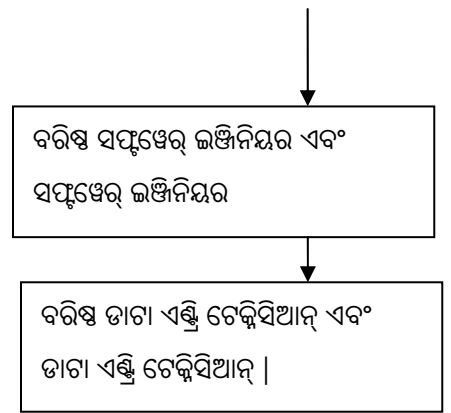 ବରିଷ୍ଠ ସଫ୍ଟୱେର୍ ଇଞ୍ଜିନିୟର ଏବଂ
ସଫ୍ଟୱେର୍ ଇଞ୍ଜିନିୟର
ବରିଷ୍ଠ ଡାଟା ଏଣ୍ଟ୍ରି ଟେକ୍ନିସିଆନ୍ ଏବଂ
ଡାଟା ଏଣ୍ଟ୍ରି ଟେକ୍ନିସିଆନ୍ |